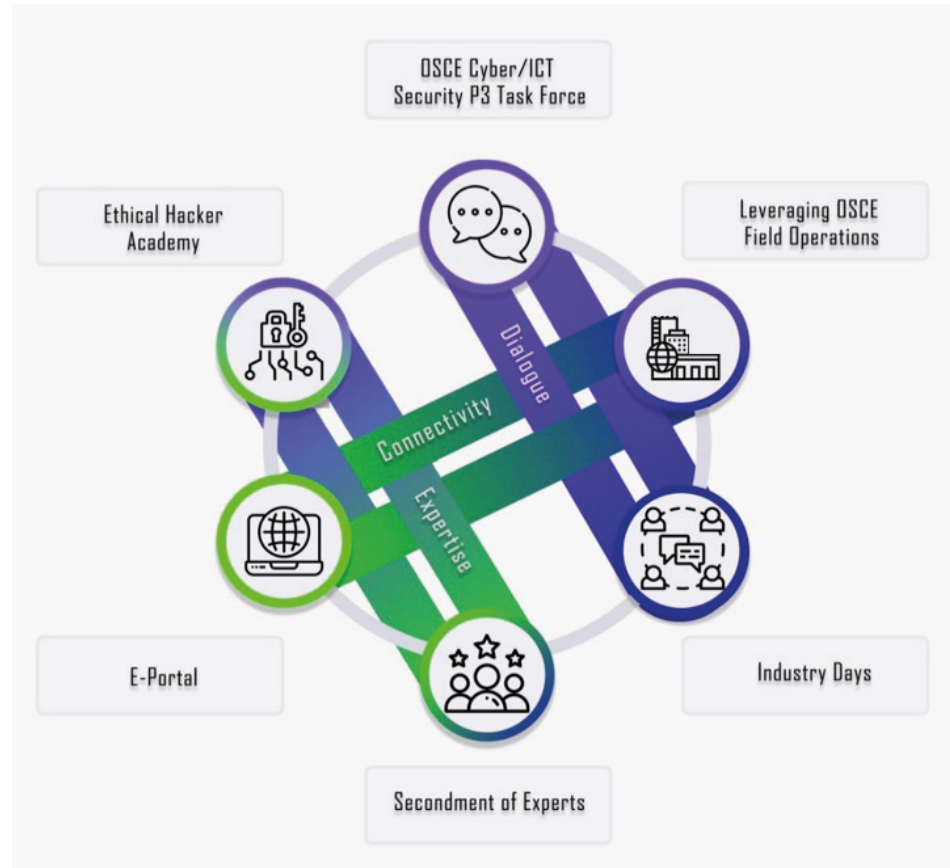 OSCE Cyber/ICT
Security P3 Task Force
Ethical Hacker
Academy
Leveraging OSCE
Field Operations
Dialogue
Connectivity
Expertise
E-Portal
Industry Days
Secondment of Experts